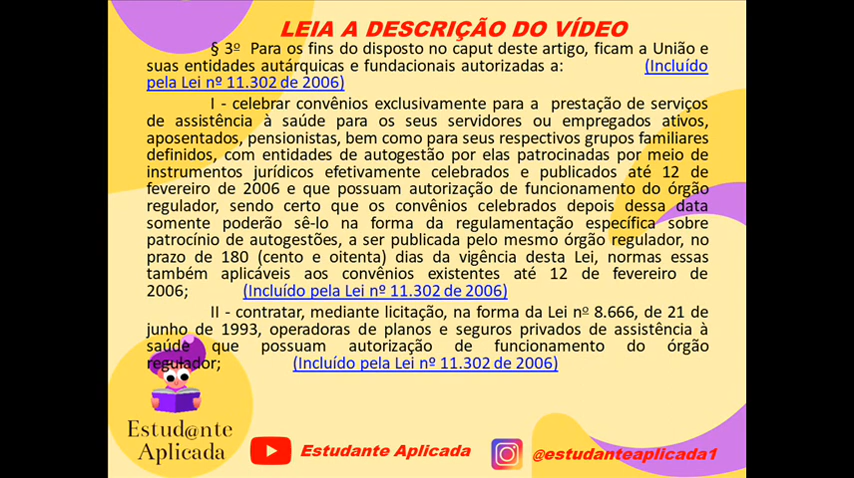 LEIA A DESCRIÇÃO DO VÍDEO
§ 3º Para os fins do disposto no caput deste artigo, ficam a União e
suas entidades autárquicas e fundacionais autorizadas a: (Incluído
pela Lei nº 11.302 de 2006)
I - celebrar convênios exclusivamente para a prestação de serviços
de assistência à saúde para os seus servidores ou empregados ativos,
aposentados, pensionistas, bem como para seus respectivos grupos familiares
definidos, com entidades de autogestão por elas patrocinadas por meio de
instrumentos jurídicos efetivamente celebrados e publicados até 12 de
fevereiro de 2006 e que possuam autorização de funcionamento do órgão
regulador, sendo certo que os convênios celebrados depois dessa data
somente poderão sê-lo na forma da regulamentação específica sobre
patrocínio de autogestões, a ser publicada pelo mesmo órgão regulador, no
prazo de 180 (cento e oitenta) dias da vigência desta Lei, normas essas
também aplicáveis aos convênios existentes até 12 de fevereiro de
2006; (Incluído pela Lei nº 11.302 de 2006)
II - contratar, mediante licitação, na forma da Lei nº 8.666, de 21 de
junho de 1993, operadoras de planos e seguros privados de assistência à
saúde que possuam autorização de funcionamento do órgão
regulador; (Incluído pela Lei nº 11.302 de 2006)
Estud@nte
Aplicada
Estudante Aplicada
@estudanteaplicada1